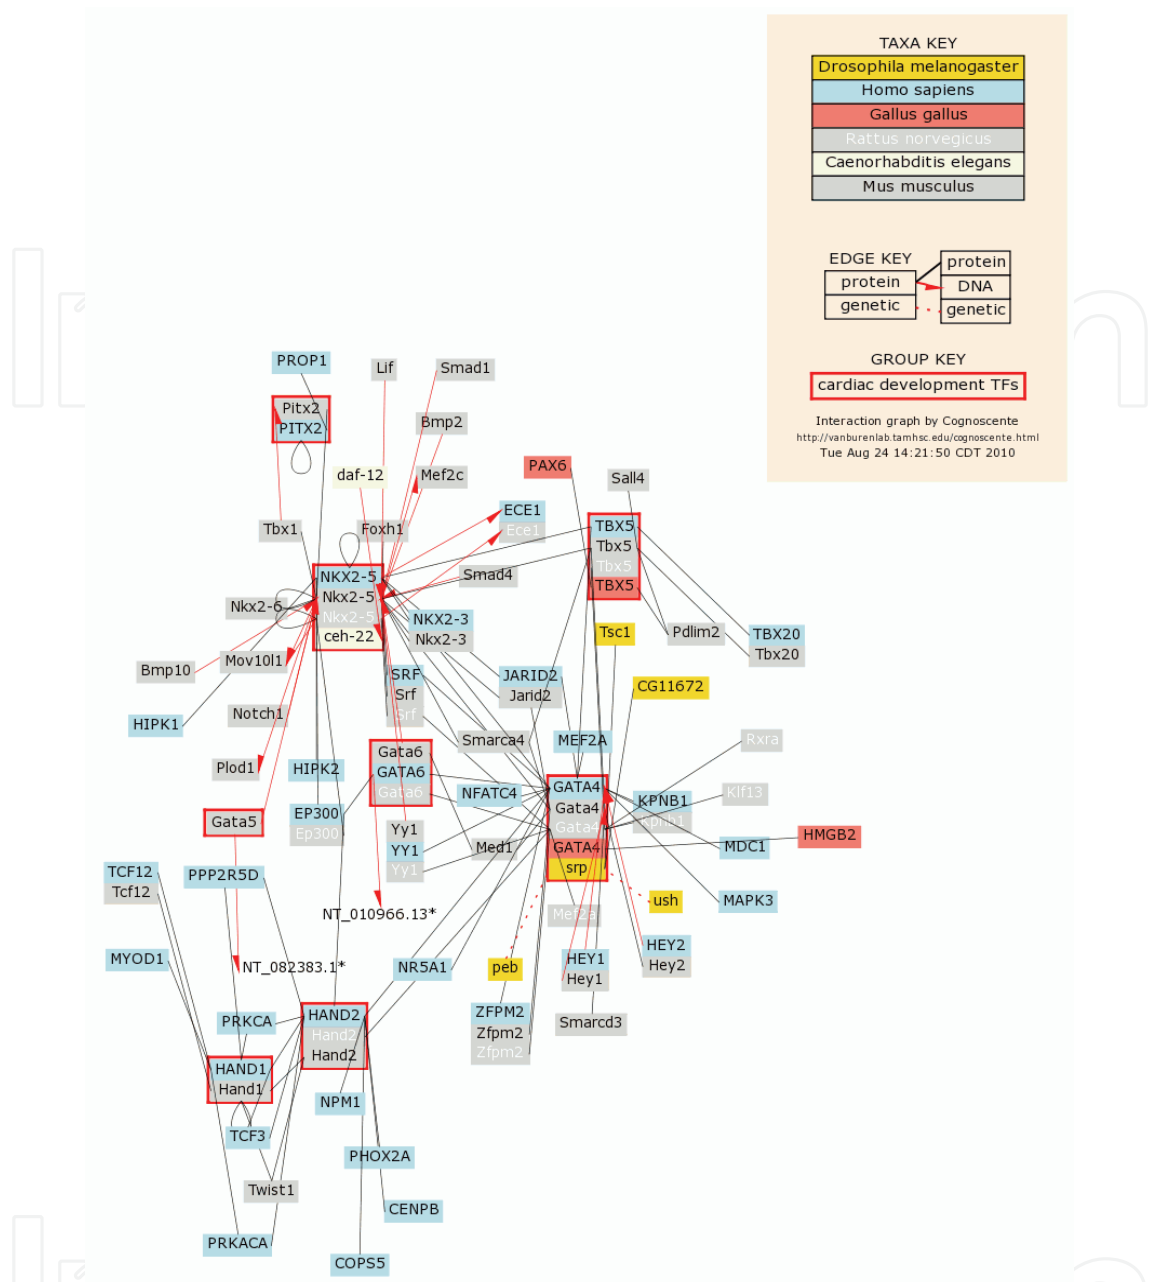 TAXA KEY
Drosophila melanogaster
Homo sapiens
Gallus gallus
Rattus norvegicus
Caenorhabditis elegans
Mus musculus
EDGE KEY
protein
genetic
protein
DNA
genetic
GROUP KEY
cardiac development TFs
Interaction graph by Cognoscente
http://vanburenlab.tamhsc.edu/cognoscente.html
Tue Aug 24 14:21:50 CDT 2010
PROP1
Lif
Smad1
Pitx2
PITX2
Bmp2
daf-12
Mef2c
PAX6
Sall4
ECE1
Ece1
Tbx1
Foxh1
TBX5
Tbx5
Tbx5
TBX5
NKX2-5
Nkx2-5
Nkx2-5
ceh-22
Smad4
Nkx2-6
NKX2-3
Nkx2-3
Tsc1
Pdlim2
TBX20
Tbx20
Bmp10
Mov10l1
SRF
Srf
Srf
JARID2
Jarid2
CG11672
HIPK1
Notch1
Smarca4
MEF2A
Rxra
Plod1
HIPK2
Gata6
GATA6
Gata6
NFATC4
GATA4
Gata4
Gata4
GATA4
srp
KPNB1
Kpnb1
Klf13
Gata5
EP300
Ep300
Yy1
YY1
Yy1
Med1
MDC1
HMGB2
TCF12
Tcf12
PPP2R5D
NT_010966.13*
Mef2a
ush
MAPK3
MYOD1
NT_082383.1*
NR5A1
peb
HEY1
Hey1
HEY2
Hey2
PRKCA
HAND2
Hand2
Hand2
ZFPM2
Zfpm2
Zfpm2
Smarcd3
HAND1
Hand1
NPM1
TCF3
PHOX2A
Twist1
CENPB
PRKACA
COPS5